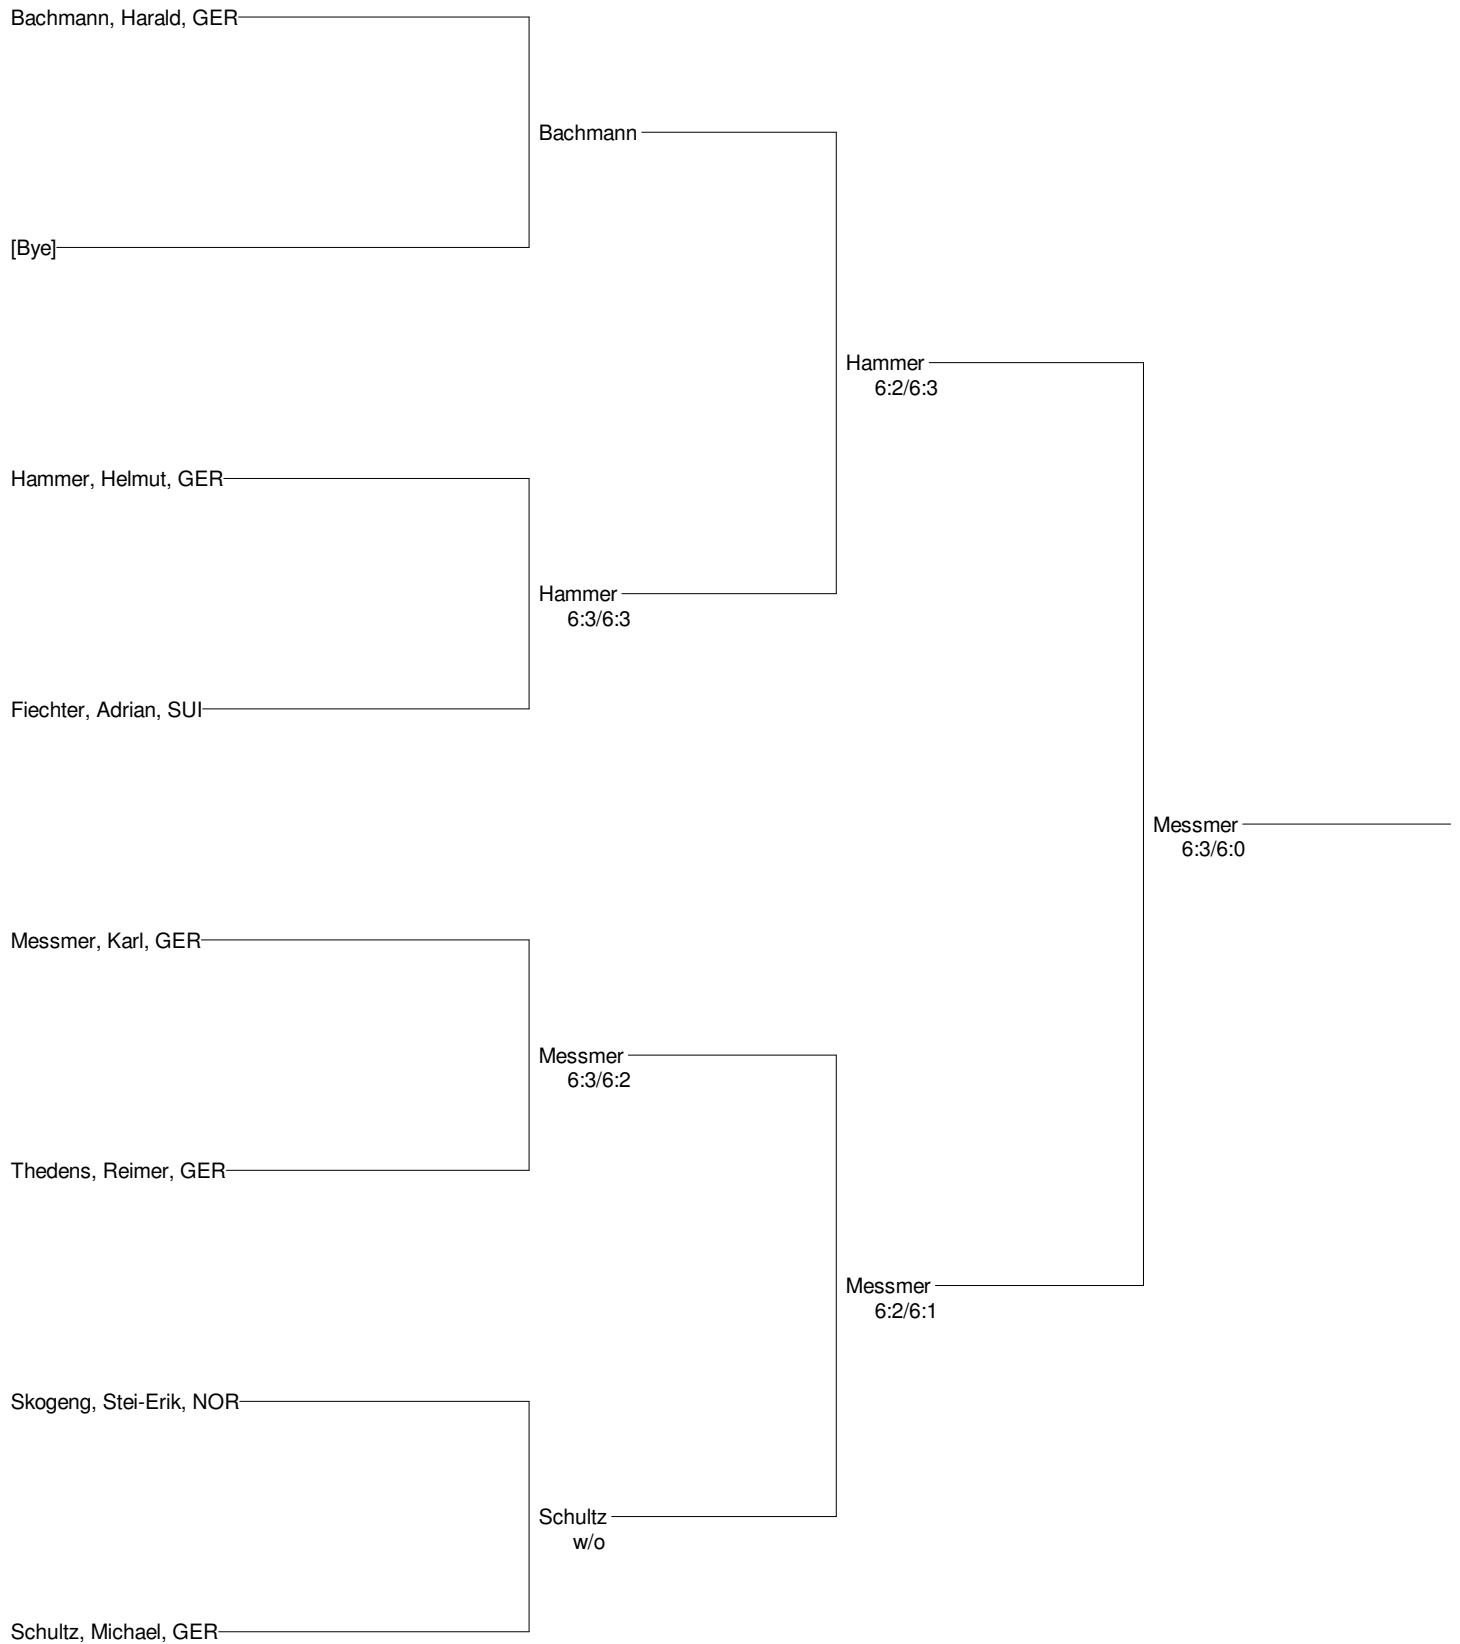 Bachmann, Harald, GER
Bachmann
[Bye]
Hammer
6:2/6:3
Hammer, Helmut, GER
Hammer
6:3/6:3
Fiechter, Adrian, SUI
Messmer
6:3/6:0
Messmer, Karl, GER
Messmer
6:3/6:2
Thedens, Reimer, GER
Messmer
6:2/6:1
Skogeng, Stei-Erik, NOR
Schultz
w/o
Schultz, Michael, GER